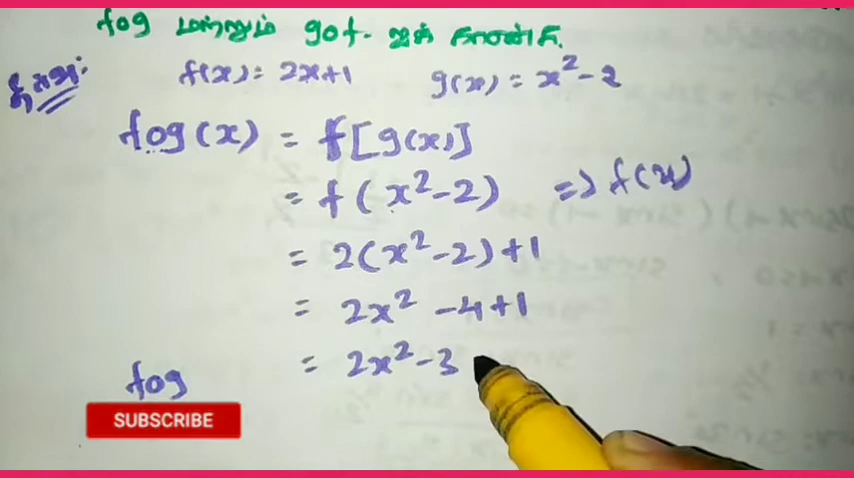 fog மற்றும் gof. ஐக் காண்க.
தீர்வு: f(x) = 2x+1 g(x) = x² - 2
fog(x) = f[g(x)]
= f(x² - 2) => f(x)
= 2(x² - 2) + 1
= 2x² - 4 + 1
fog = 2x² - 3
SUBSCRIBE